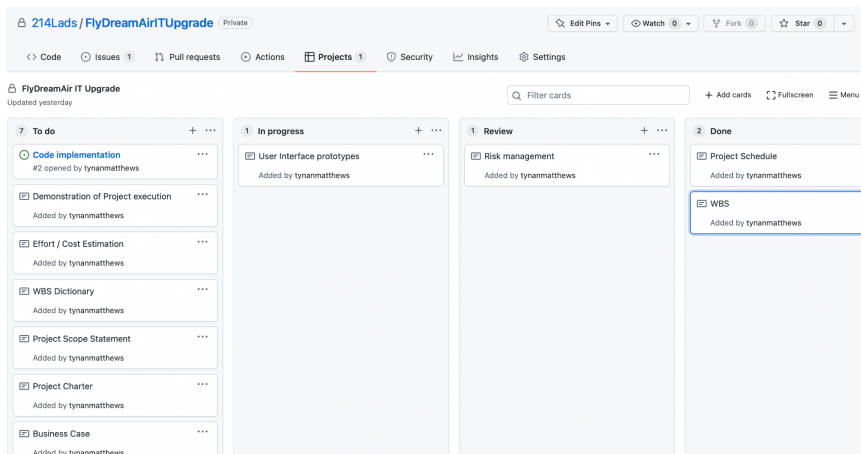 214Lads / FlyDreamAirITUpgrade Private
Edit Pins Watch 0 Fork 0 Star 0
Code Issues 1 Pull requests Actions Projects 1 Security Insights Settings
FlyDreamAir IT Upgrade
Updated yesterday
Filter cards
Add cards Fullscreen Menu
7 To do
Code implementation
#2 opened by tynanmatthews
Demonstration of Project execution
Added by tynanmatthews
Effort / Cost Estimation
Added by tynanmatthews
WBS Dictionary
Added by tynanmatthews
Project Scope Statement
Added by tynanmatthews
Project Charter
Added by tynanmatthews
Business Case
Added by tynanmatthews
1 In progress
User Interface prototypes
Added by tynanmatthews
1 Review
Risk management
Added by tynanmatthews
2 Done
Project Schedule
Added by tynanmatthews
WBS
Added by tynanmatthews